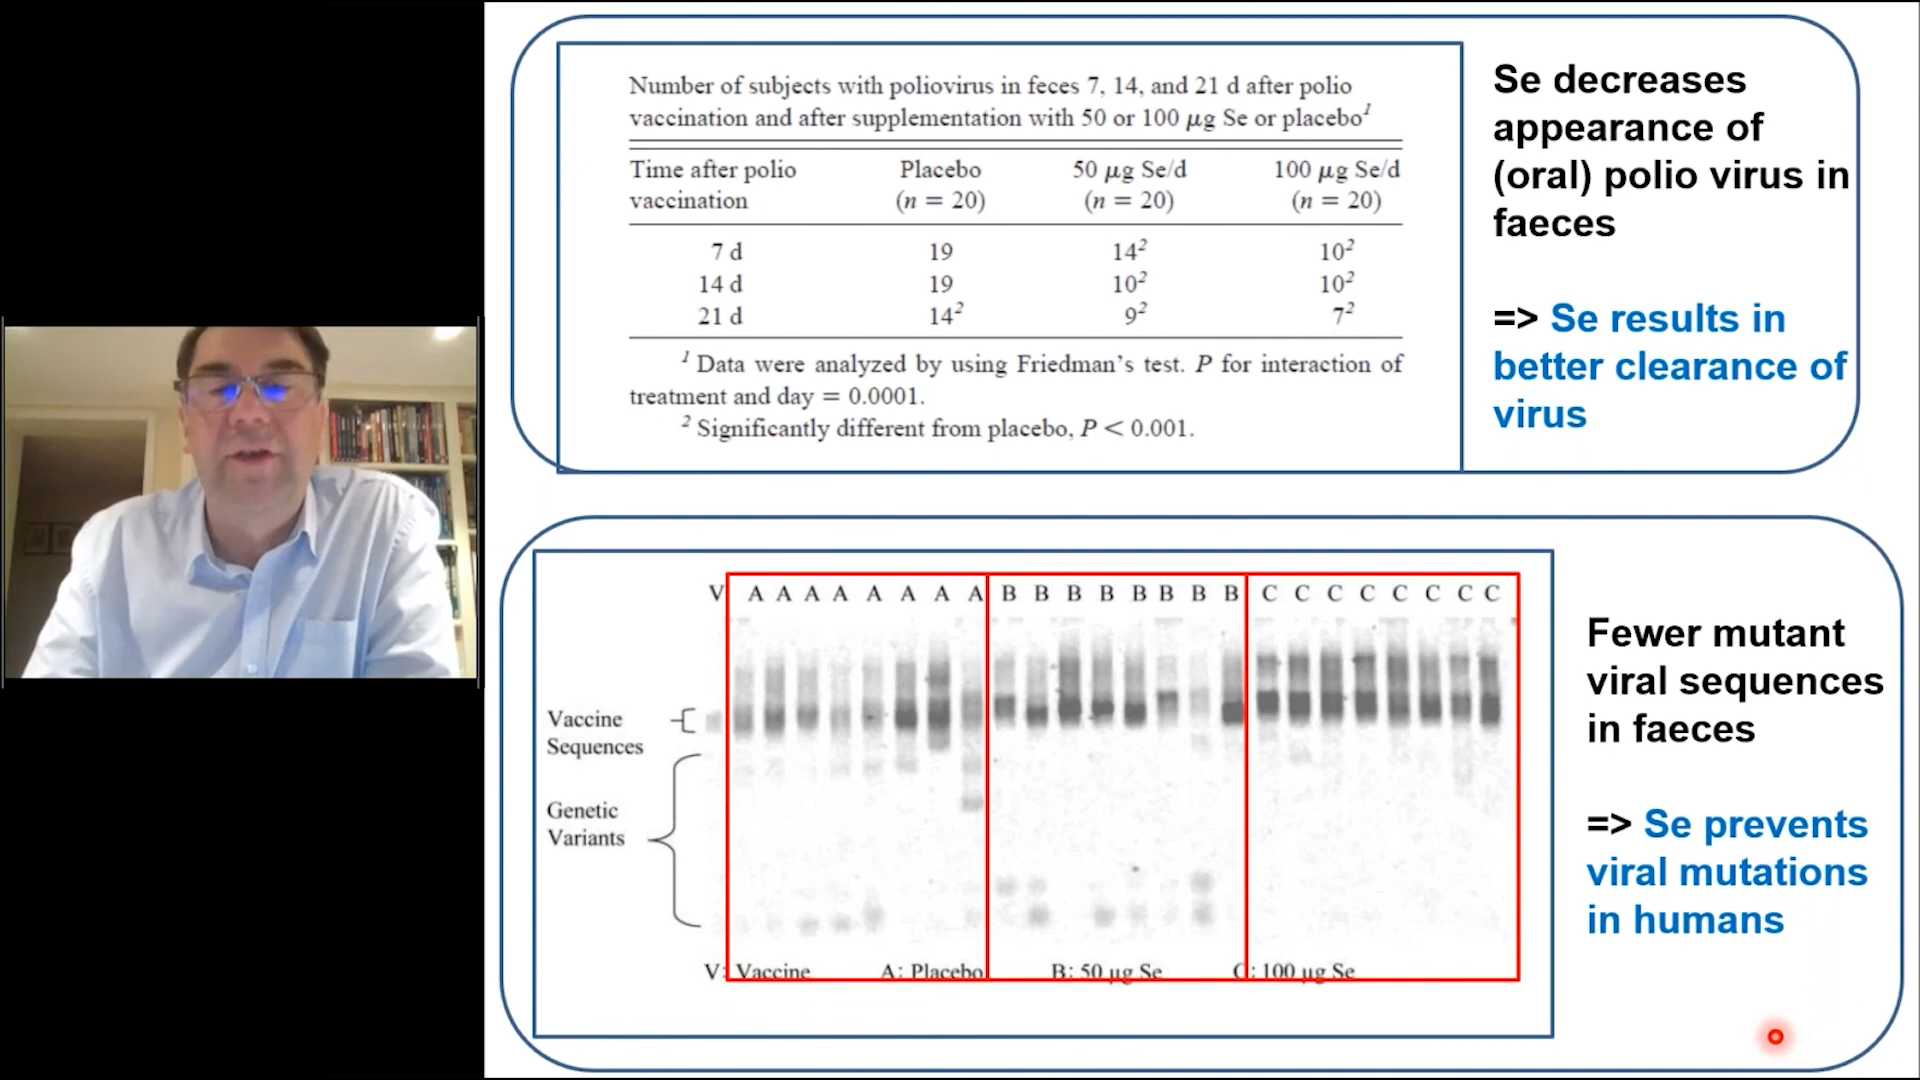 Number of subjects with poliovirus in feces 7, 14, and 21 d after polio
vaccination and after supplementation with 50 or 100 μg Se or placebo¹
Time after polio
vaccination
Placebo
(n = 20)
50 μg Se/d
(n = 20)
100 μg Se/d
(n = 20)
7 d 19 14² 10²
14 d 19 10² 10²
21 d 14² 9² 7²
¹ Data were analyzed by using Friedman's test. P for interaction of
treatment and day = 0.0001.
² Significantly different from placebo, P < 0.001.
Se decreases
appearance of
(oral) polio virus in
faeces
=> Se results in
better clearance of
virus
V A A A A A A A A B B B B B B B B C C C C C C C C
Vaccine
Sequences
Genetic
Variants
V: Vaccine A: Placebo B: 50 μg Se C: 100 μg Se
Fewer mutant
viral sequences
in faeces
=> Se prevents
viral mutations
in humans